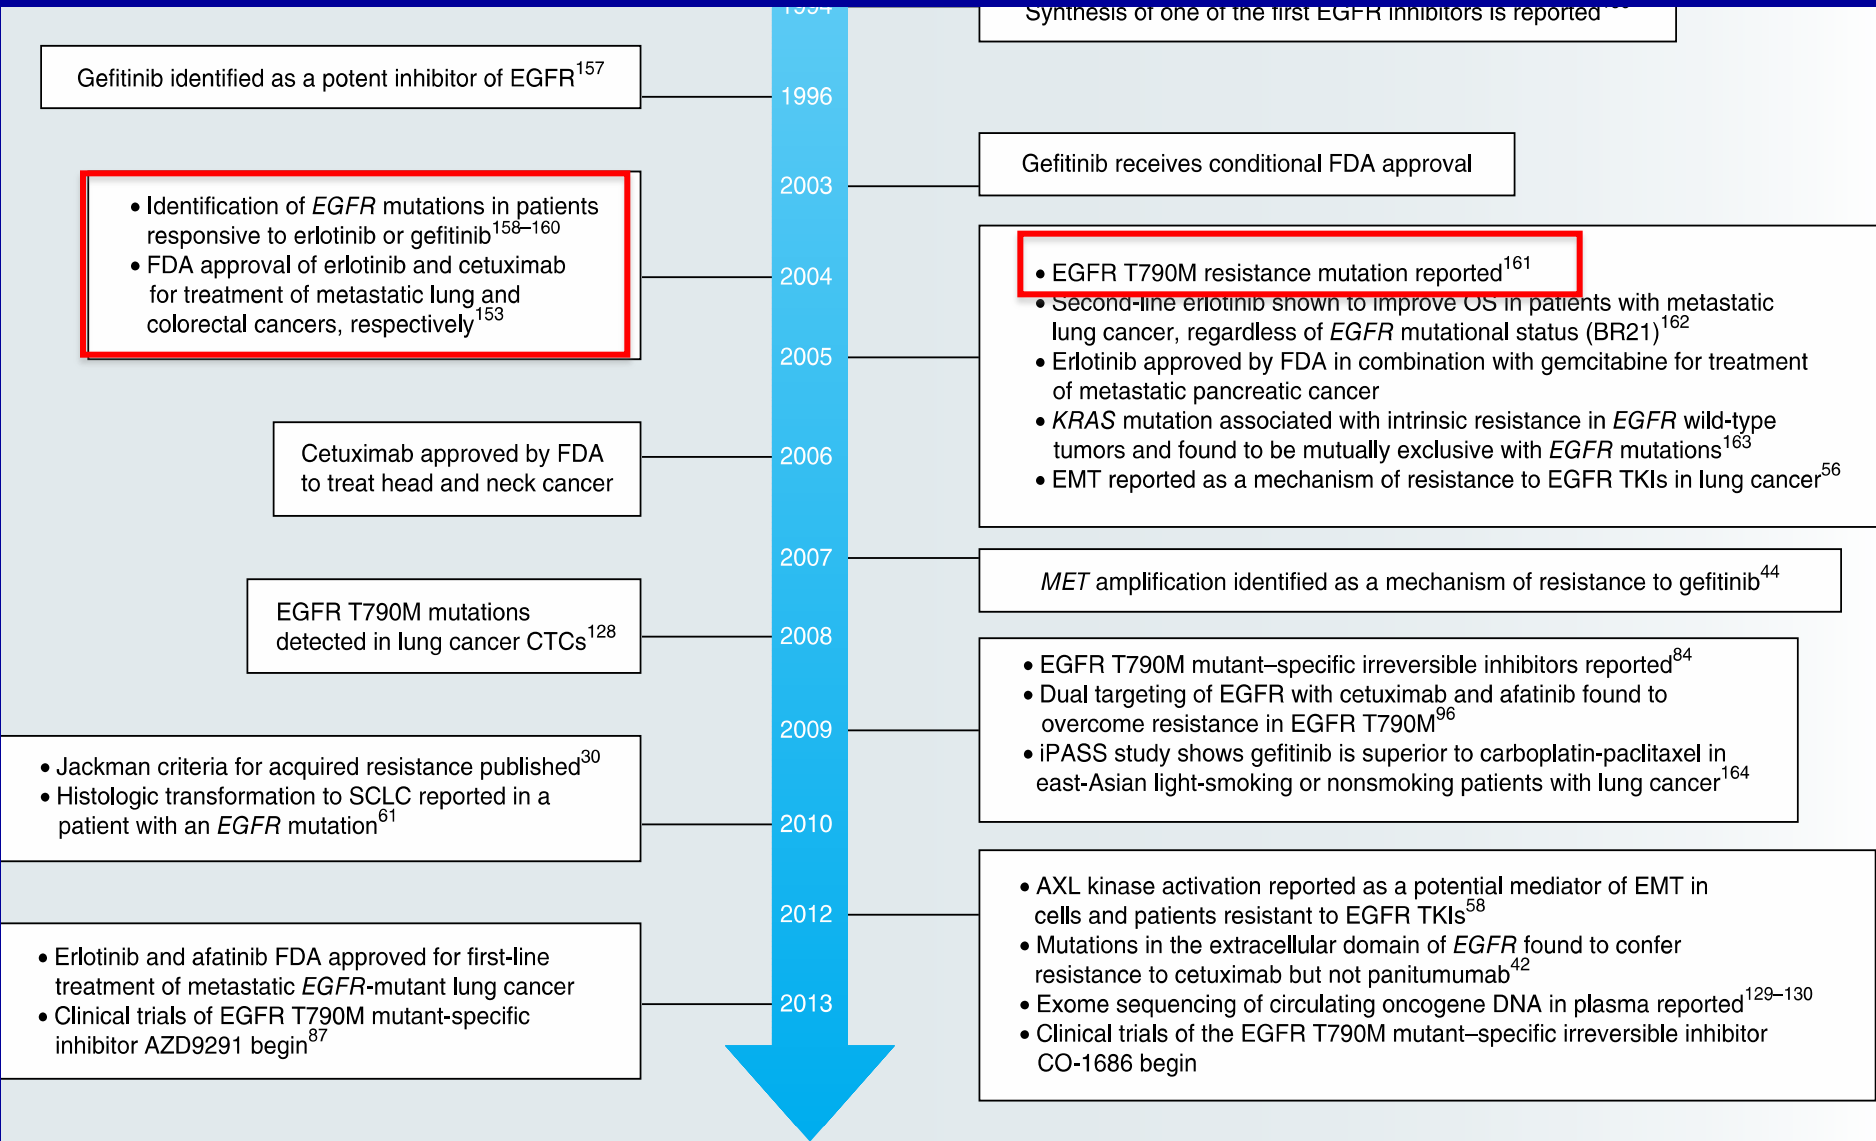 1994
Synthesis of one of the first EGFR inhibitors is reported
Gefitinib identified as a potent inhibitor of EGFR157
1996
Gefitinib receives conditional FDA approval
2003
• Identification of EGFR mutations in patients
responsive to erlotinib or gefitinib158–160
• FDA approval of erlotinib and cetuximab
for treatment of metastatic lung and
colorectal cancers, respectively153
2004
• EGFR T790M resistance mutation reported161
• Second-line erlotinib shown to improve OS in patients with metastatic
lung cancer, regardless of EGFR mutational status (BR21)162
• Erlotinib approved by FDA in combination with gemcitabine for treatment
of metastatic pancreatic cancer
• KRAS mutation associated with intrinsic resistance in EGFR wild-type
tumors and found to be mutually exclusive with EGFR mutations163
• EMT reported as a mechanism of resistance to EGFR TKIs in lung cancer56
2005
Cetuximab approved by FDA
to treat head and neck cancer
2006
2007
MET amplification identified as a mechanism of resistance to gefitinib44
EGFR T790M mutations
detected in lung cancer CTCs128
2008
• EGFR T790M mutant–specific irreversible inhibitors reported84
• Dual targeting of EGFR with cetuximab and afatinib found to
overcome resistance in EGFR T790M96
• iPASS study shows gefitinib is superior to carboplatin-paclitaxel in
east-Asian light-smoking or nonsmoking patients with lung cancer164
2009
• Jackman criteria for acquired resistance published30
• Histologic transformation to SCLC reported in a
patient with an EGFR mutation61
2010
• AXL kinase activation reported as a potential mediator of EMT in
cells and patients resistant to EGFR TKIs58
• Mutations in the extracellular domain of EGFR found to confer
resistance to cetuximab but not panitumumab42
• Exome sequencing of circulating oncogene DNA in plasma reported129–130
• Clinical trials of the EGFR T790M mutant–specific irreversible inhibitor
CO-1686 begin
2012
• Erlotinib and afatinib FDA approved for first-line
treatment of metastatic EGFR-mutant lung cancer
• Clinical trials of EGFR T790M mutant-specific
inhibitor AZD9291 begin87
2013